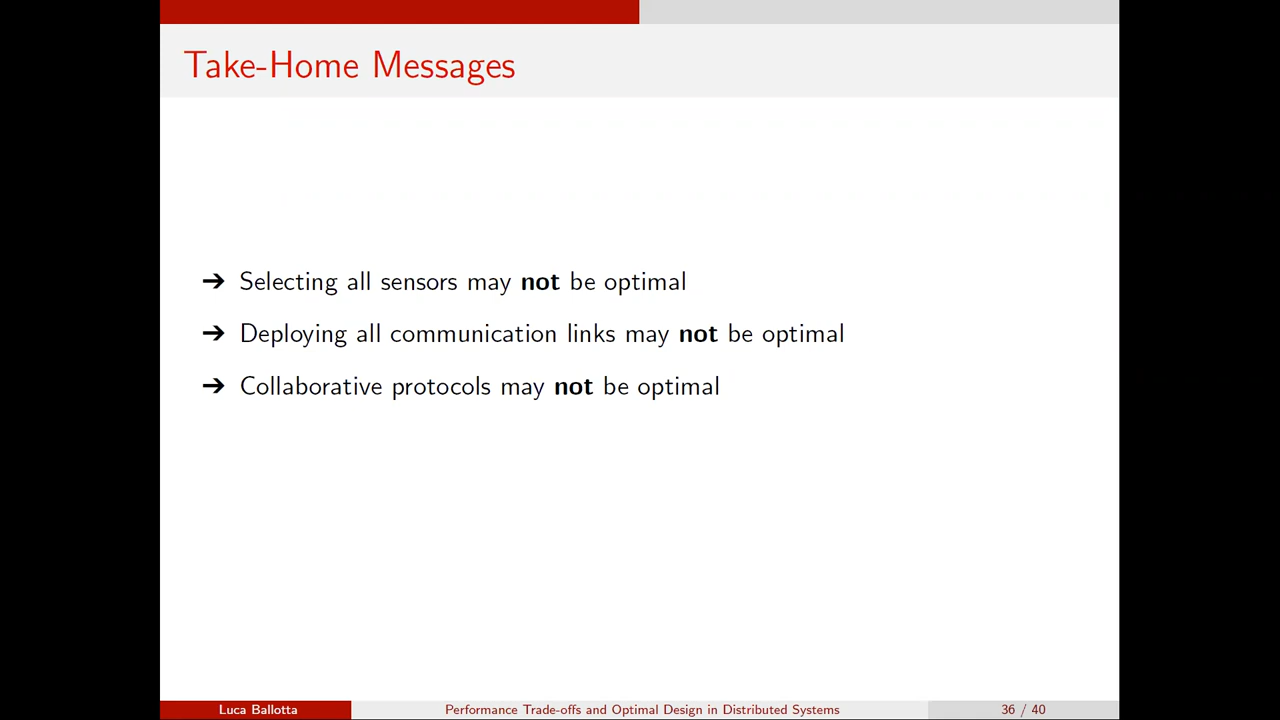 Take-Home Messages
➔ Selecting all sensors may not be optimal
➔ Deploying all communication links may not be optimal
➔ Collaborative protocols may not be optimal
Luca Ballotta
Performance Trade-offs and Optimal Design in Distributed Systems
36 / 40